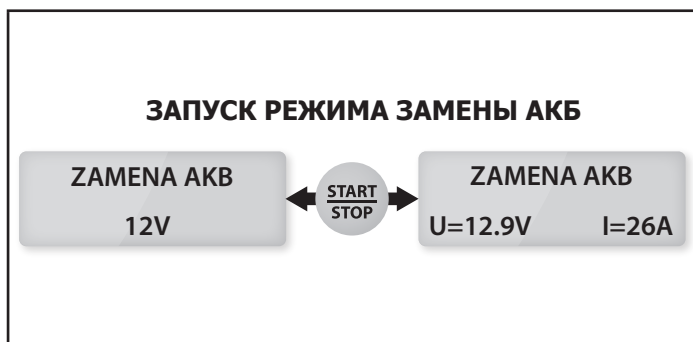 ЗАПУСК РЕЖИМА ЗАМЕНЫ АКБ
ZAMENA AKB
12V
START
STOP
ZAMENA AKB
U=12.9V I=26A